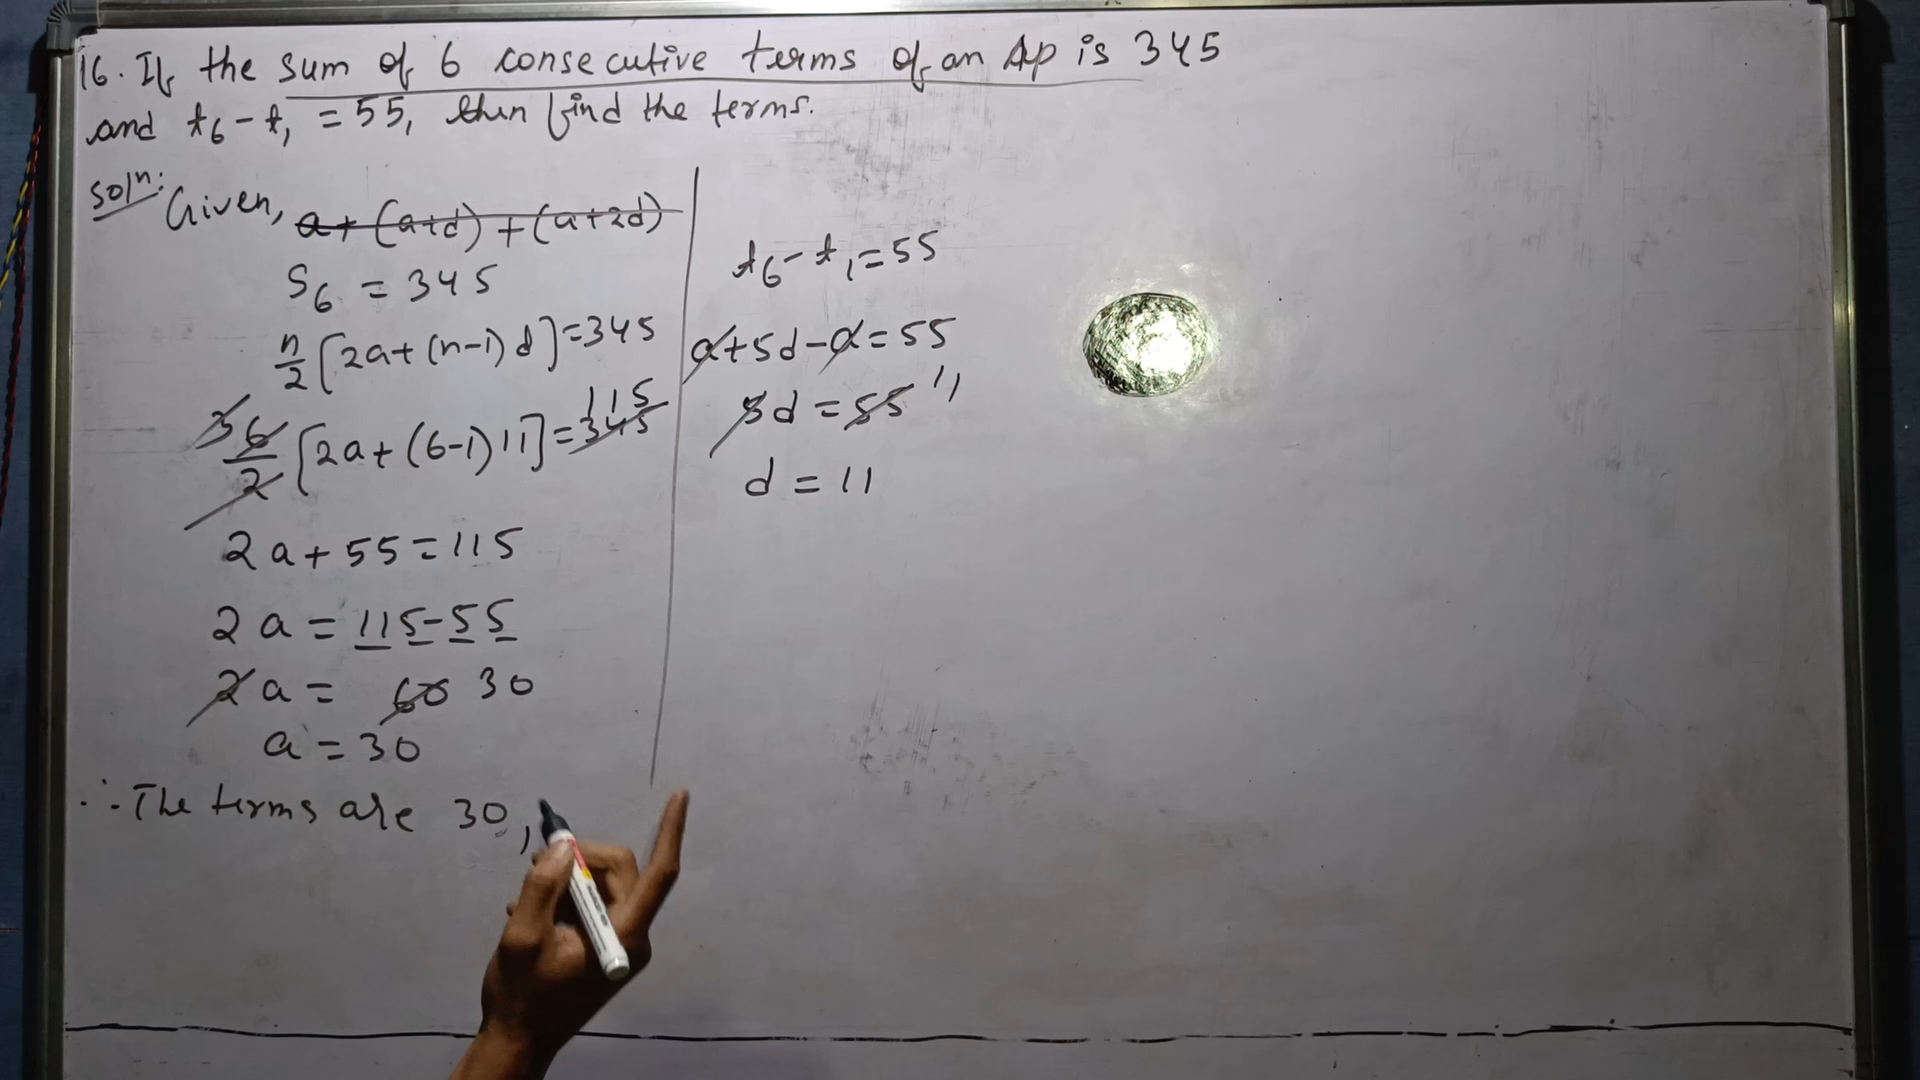 16. If the sum of 6 consecutive terms of an Ap is 345
and t₆ - t₁ = 55, then find the terms.
Solⁿ: Given, a + (a+d) + (a+2d)
S₆ = 345
n/2 [2a + (n-1) d] = 345
3 6/2 [2a + (6-1) 11] = 345 115
2a + 55 = 115
2a = 115 - 55
2a = 60 30
a = 30
∴ The terms are 30,
t₆ - t₁ = 55
a + 5d - a = 55
5d = 55 11
d = 11